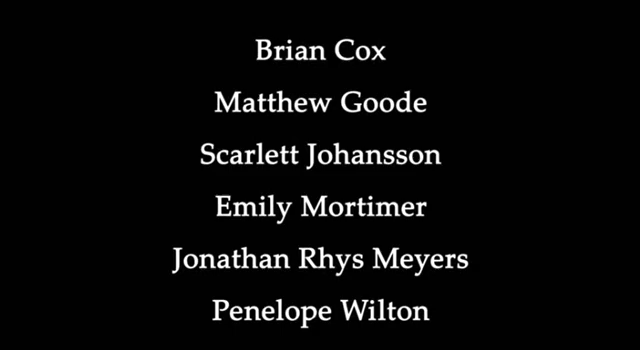 Brian Cox
Matthew Goode
Scarlett Johansson
Emily Mortimer
Jonathan Rhys Meyers
Penelope Wilton